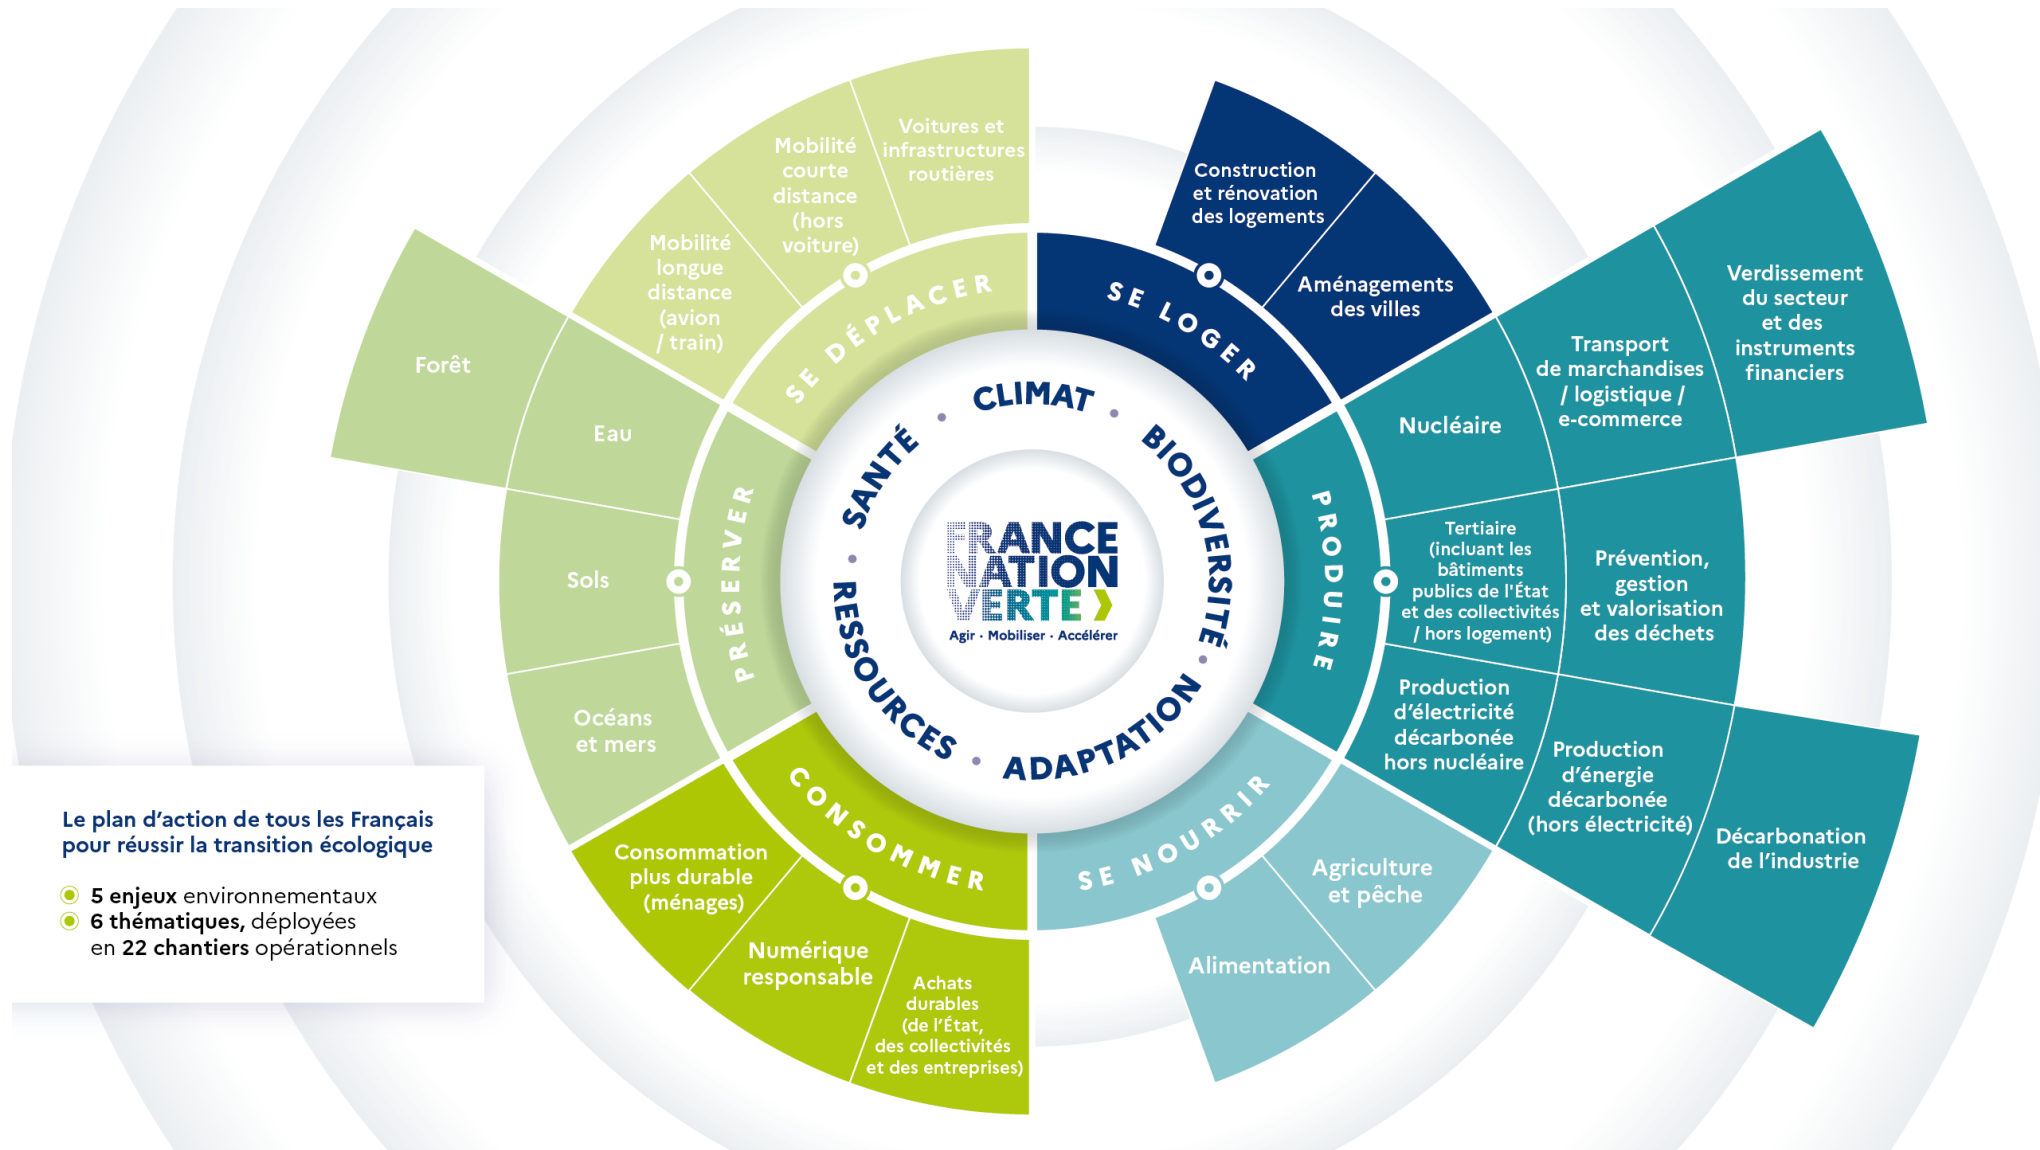 Voitures et
infrastructures
routières
Mobilité
courte
distance
(hors
voiture)
Mobilité
longue
distance
(avion
/ train)
SE DÉPLACER
Construction
et rénovation
des logements
Aménagements
des villes
SE LOGER
Verdissement
du secteur
et des
instruments
financiers
Transport
de marchandises
/ logistique /
e-commerce
Nucléaire
Tertiaire
(incluant les
bâtiments
publics de l'État
et des collectivités
/ hors logement)
Prévention,
gestion
et valorisation
des déchets
Production
d’électricité
décarbonée
hors nucléaire
Production
d’énergie
décarbonée
(hors électricité)
Décarbonation
de l’industrie
PRODUIRE
Agriculture
et pêche
Alimentation
SE NOURRIR
Achats
durables
(de l’État,
des collectivités
et des entreprises)
Numérique
responsable
Consommation
plus durable
(ménages)
CONSOMMER
Océans
et mers
Sols
Eau
Forêt
PRÉSERVER
CLIMAT • BIODIVERSITÉ • ADAPTATION • RESSOURCES • SANTÉ •
FRANCE
NATION
VERTE
Agir · Mobiliser · Accélérer
Le plan d’action de tous les Français
pour réussir la transition écologique
5 enjeux environnementaux
6 thématiques, déployées
en 22 chantiers opérationnels